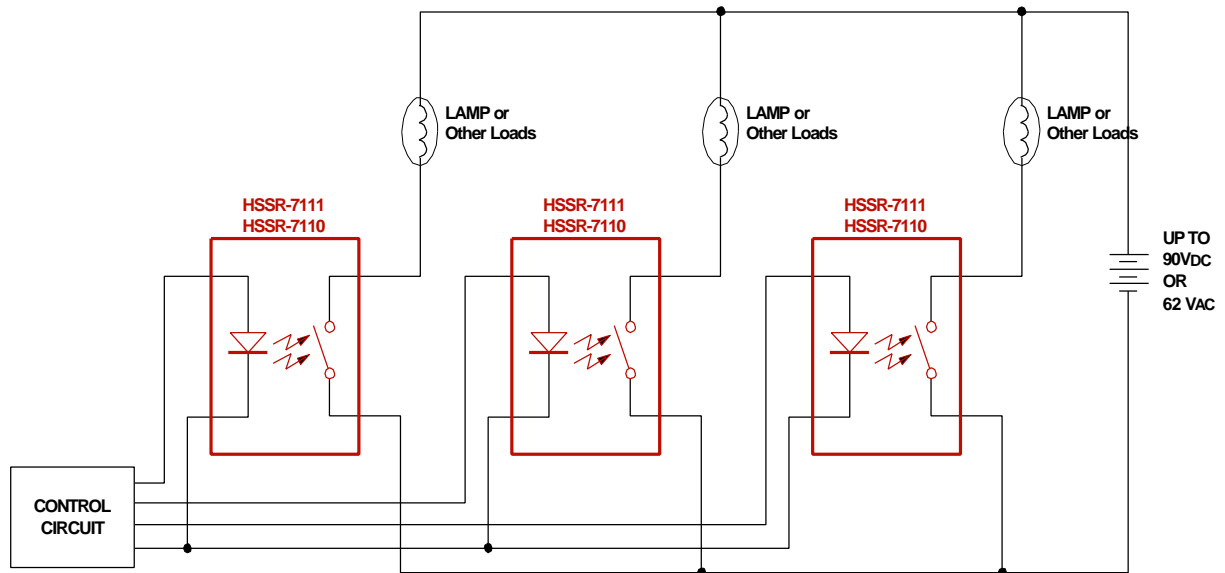 LAMP or
Other Loads
LAMP or
Other Loads
LAMP or
Other Loads
HSSR-7111
HSSR-7110
HSSR-7111
HSSR-7110
HSSR-7111
HSSR-7110
UP TO
90VDC
OR
62 VAC
CONTROL
CIRCUIT